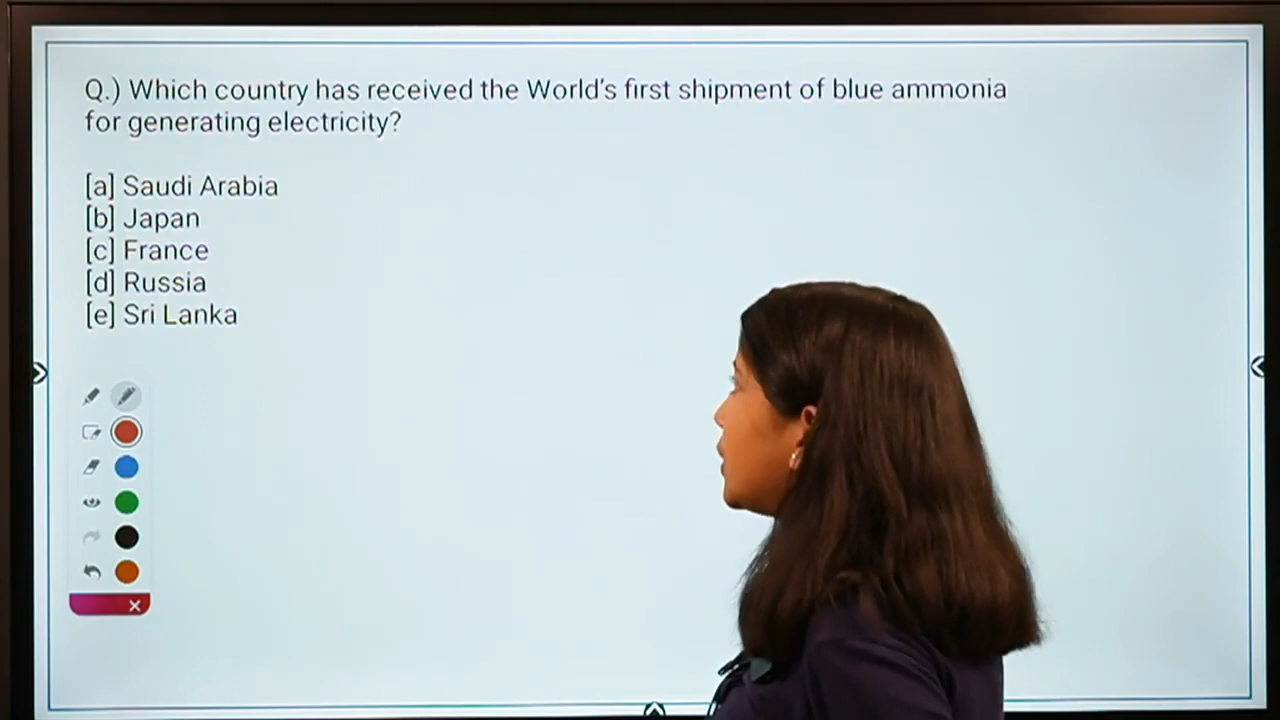 Q.) Which country has received the World's first shipment of blue ammonia
for generating electricity?
[a] Saudi Arabia
[b] Japan
[c] France
[d] Russia
[e] Sri Lanka